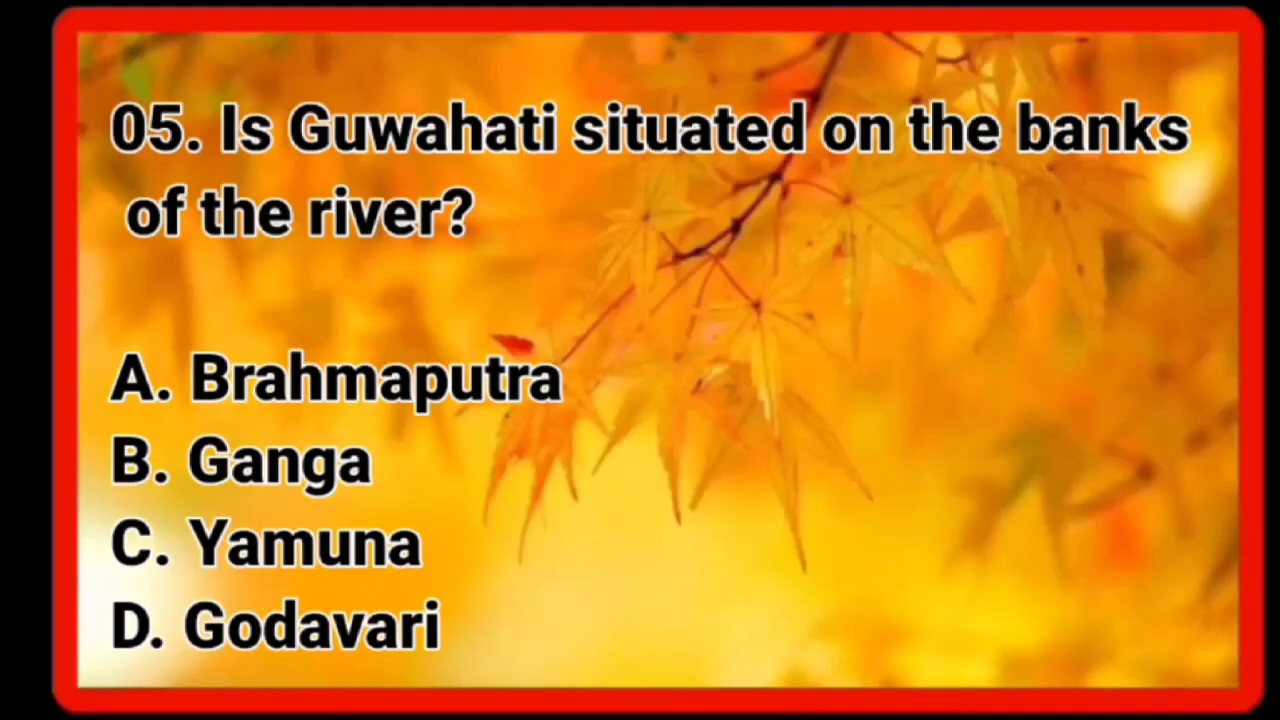 05. Is Guwahati situated on the banks
of the river?
A. Brahmaputra
B. Ganga
C. Yamuna
D. Godavari